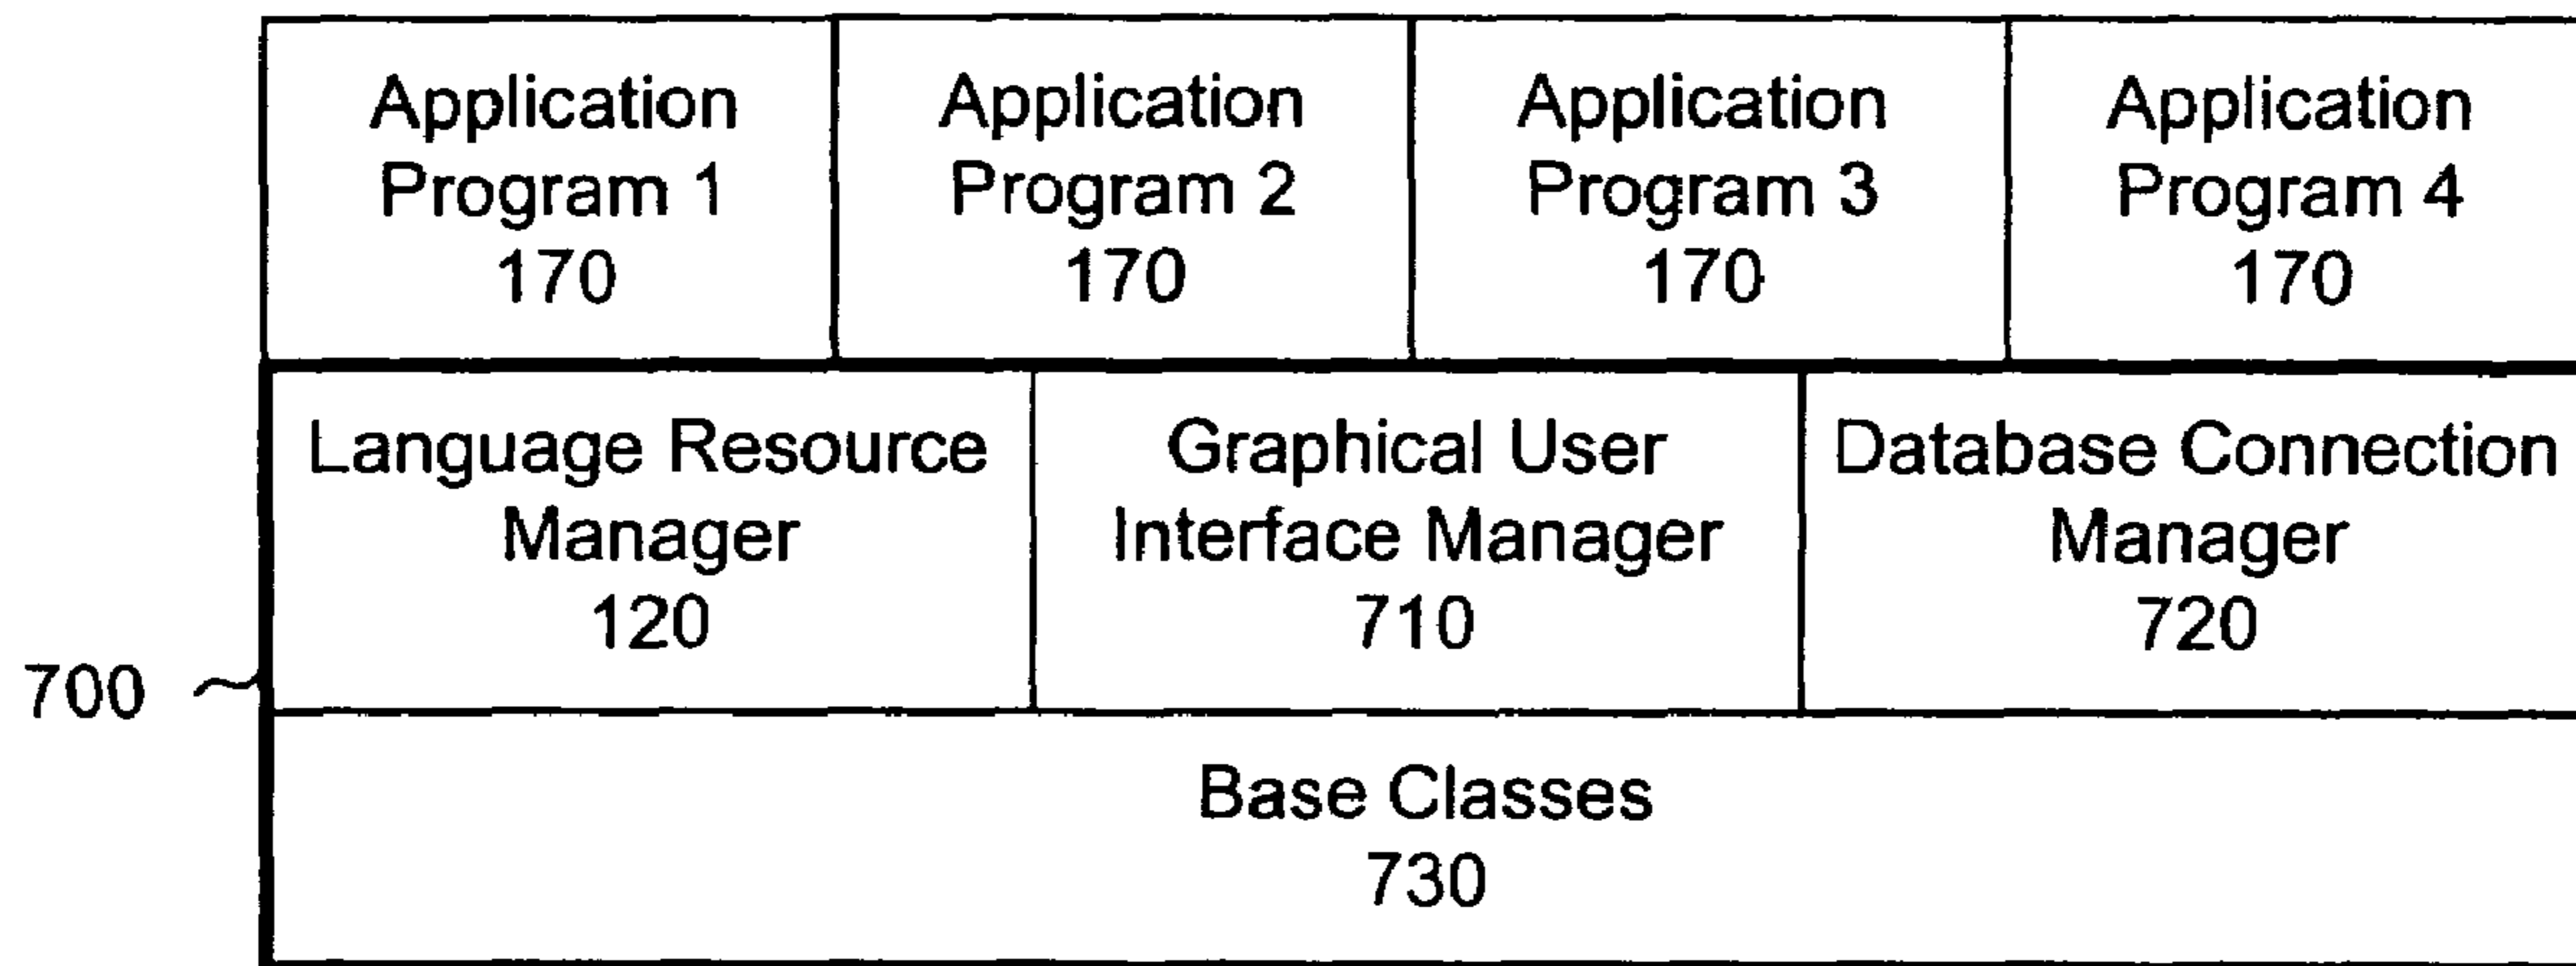 Application
Program 1
170
Application
Program 2
170
Application
Program 3
170
Application
Program 4
170
Language Resource
Manager
120
Graphical User
Interface Manager
710
Database Connection
Manager
720
700
Base Classes
730